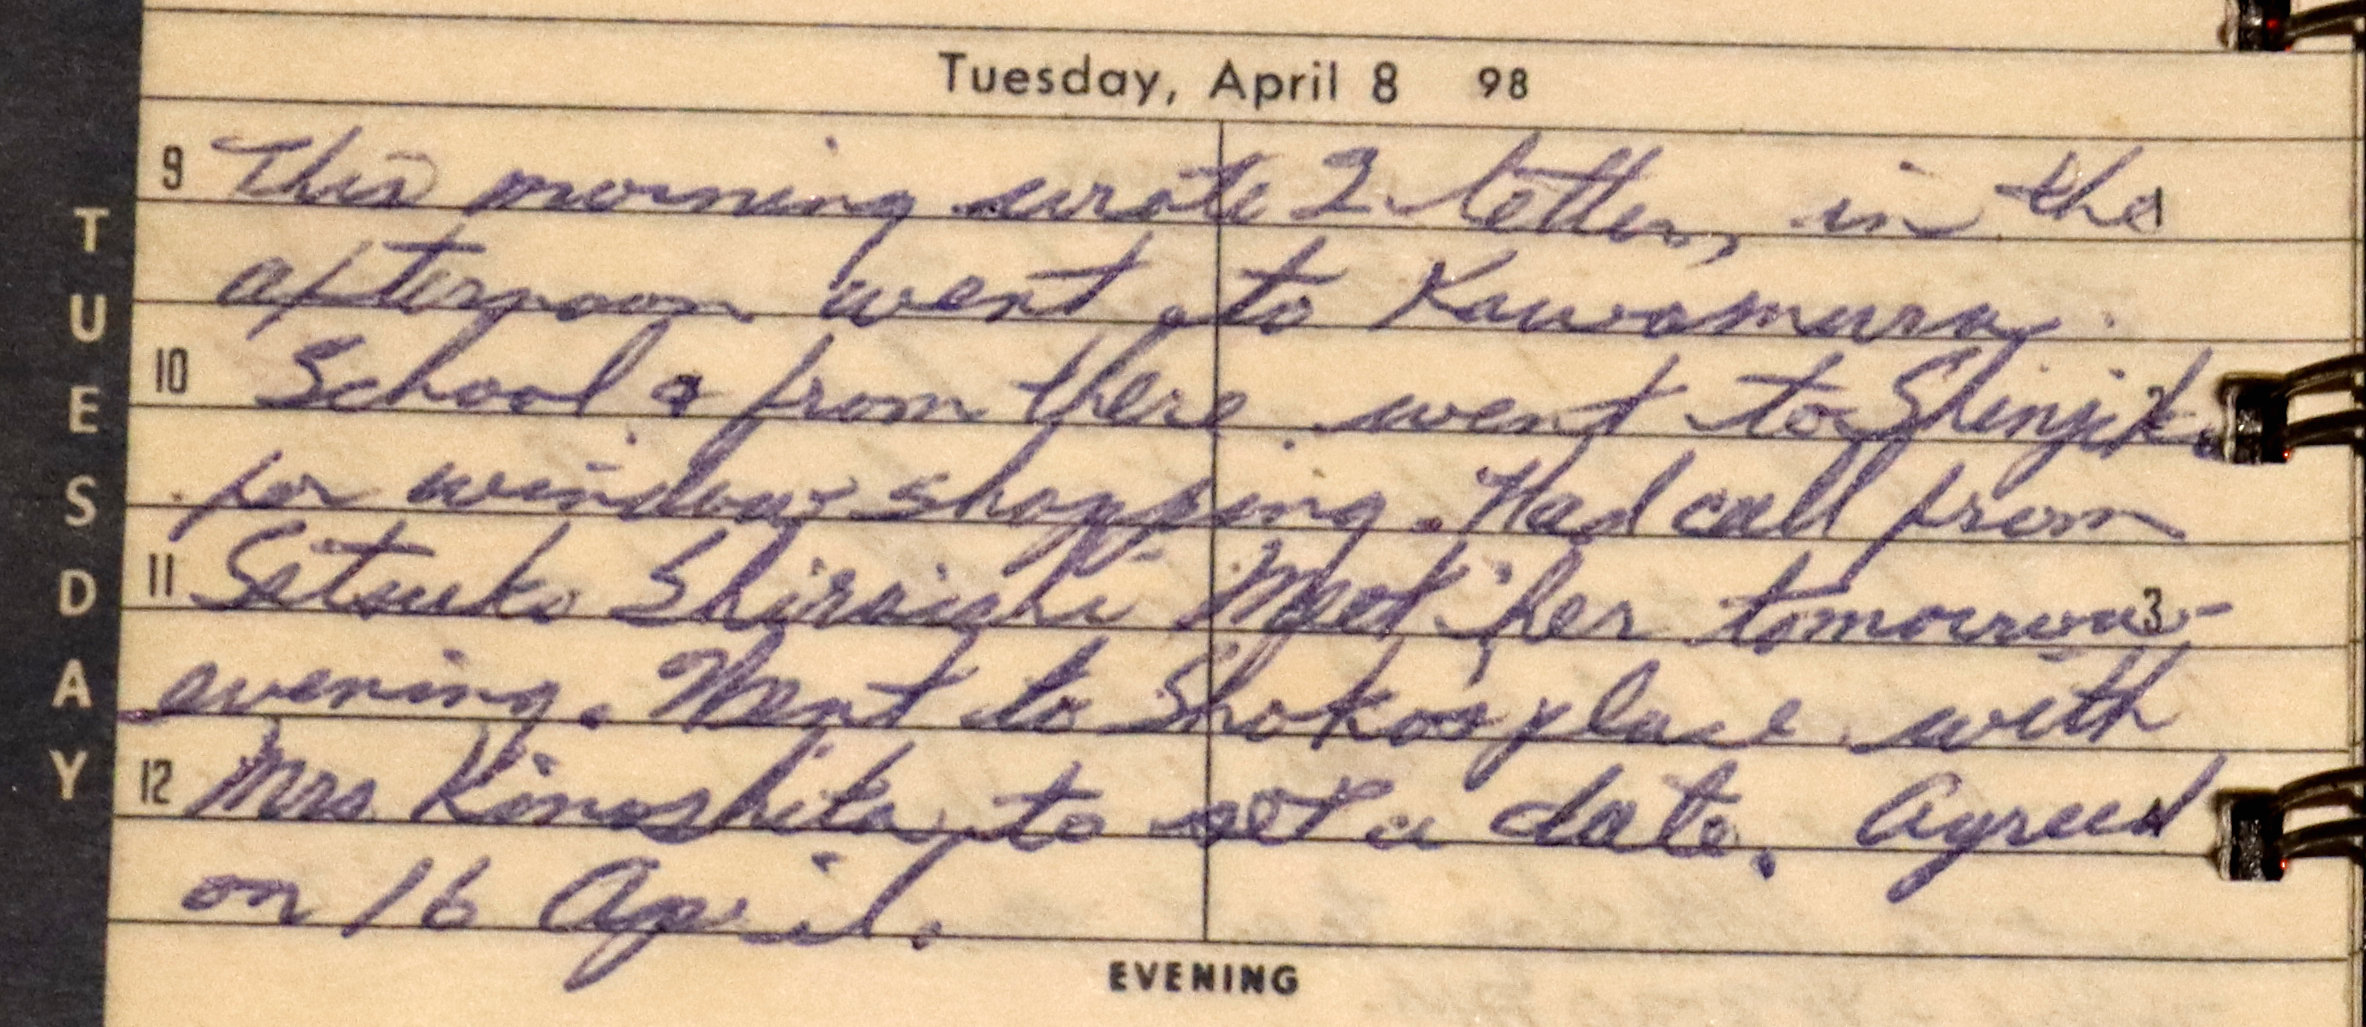 Tuesday, April 8 98
9 This morning wrote 2 letters, in the 1
afternoon went to Kawamura
10 School & from there went to Shinjiku 2
for window shopping. Had call from
11 Setsuko Shiraishi Meet her tomorrow 3
evening. Went to Shokos place with
12 Mrs Kinoshita to set a date. Agreed
on 16 April.
EVENING
TUESDAY